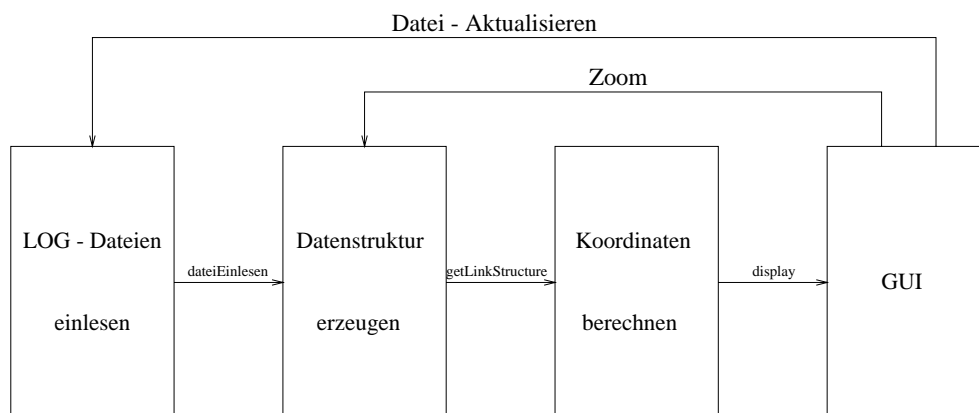 Datei - Aktualisieren
Zoom
LOG - Dateien
einlesen
dateiEinlesen
Datenstruktur
erzeugen
getLinkStructure
Koordinaten
berechnen
display
GUI